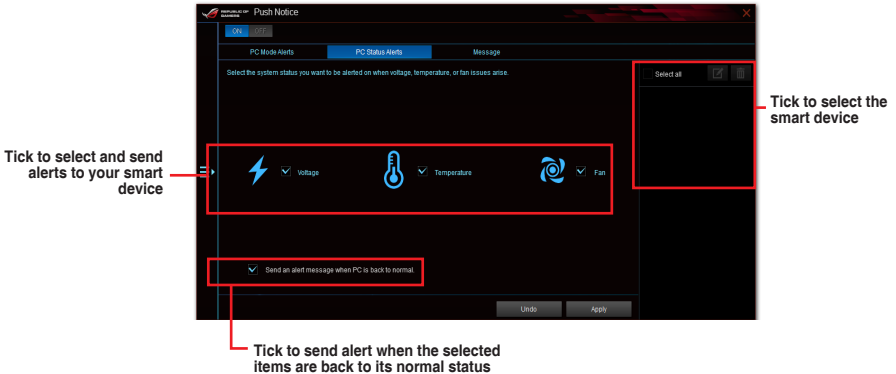 REPUBLIC OF
GAMERS
Push Notice
ON OFF
PC Mode Alerts PC Status Alerts Message
Select the system status you want to be alerted on when voltage, temperature, or fan issues arise.
Select all
Tick to select the
smart device
Tick to select and send
alerts to your smart
device
Voltage Temperature Fan
Send an alert message when PC is back to normal.
Undo Apply
Tick to send alert when the selected
items are back to its normal status